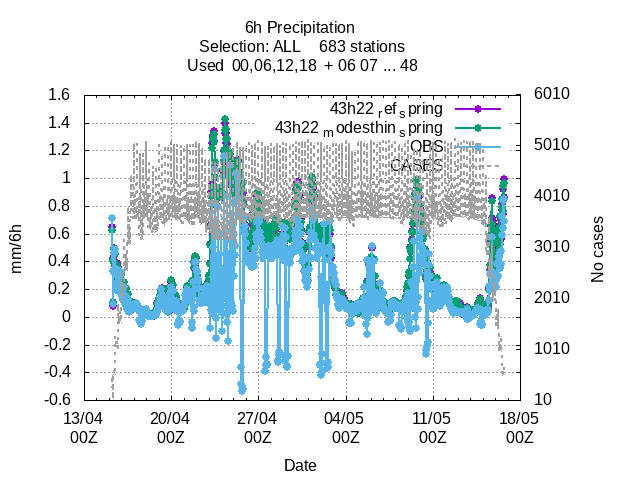 6h Precipitation
Selection: ALL 683 stations
Used 00,06,12,18 + 06 07 ... 48
43h22 ref spring
43h22 modesthin spring
OBS
CASES
mm/6h
1.6
1.4
1.2
1
0.8
0.6
0.4
0.2
0
-0.2
-0.4
-0.6
6010
5010
4010
3010
2010
1010
10
No cases
13/04 20/04 27/04 04/05 11/05 18/05
00Z 00Z 00Z 00Z 00Z 00Z
Date